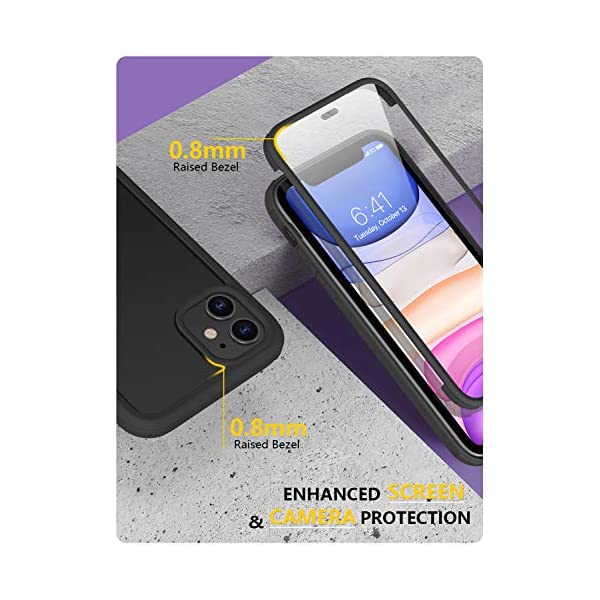 0.8mm
Raised Bezel
6:41
Tuesday, October 13
0.8mm
Raised Bezel
ENHANCED SCREEN
& CAMERA PROTECTION